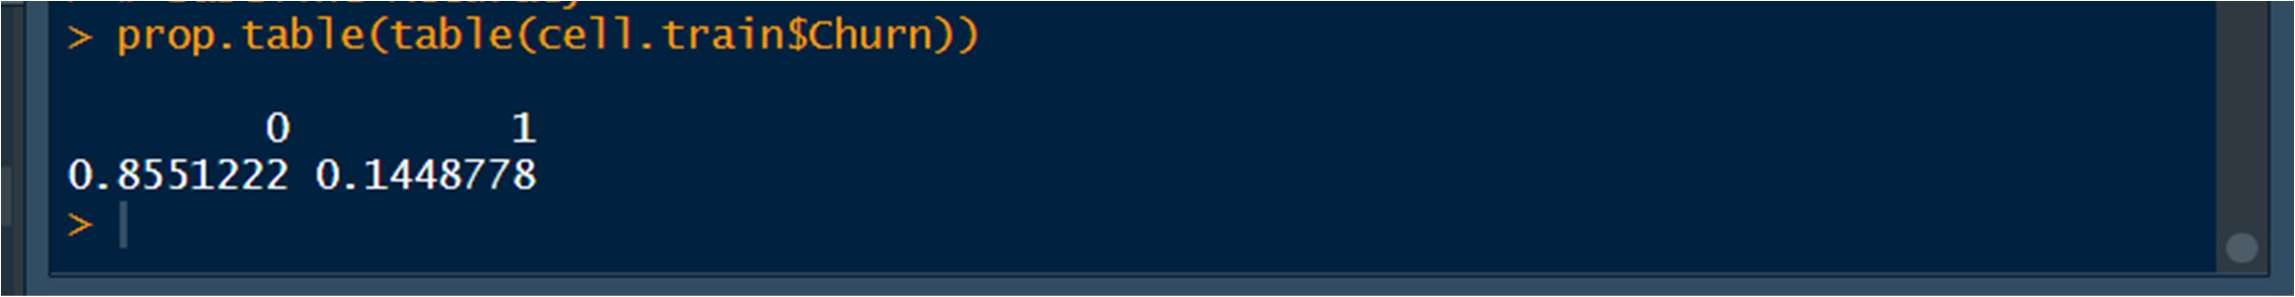 > prop.table(table(cell.train$Churn))
0 1
0.8551222 0.1448778
>